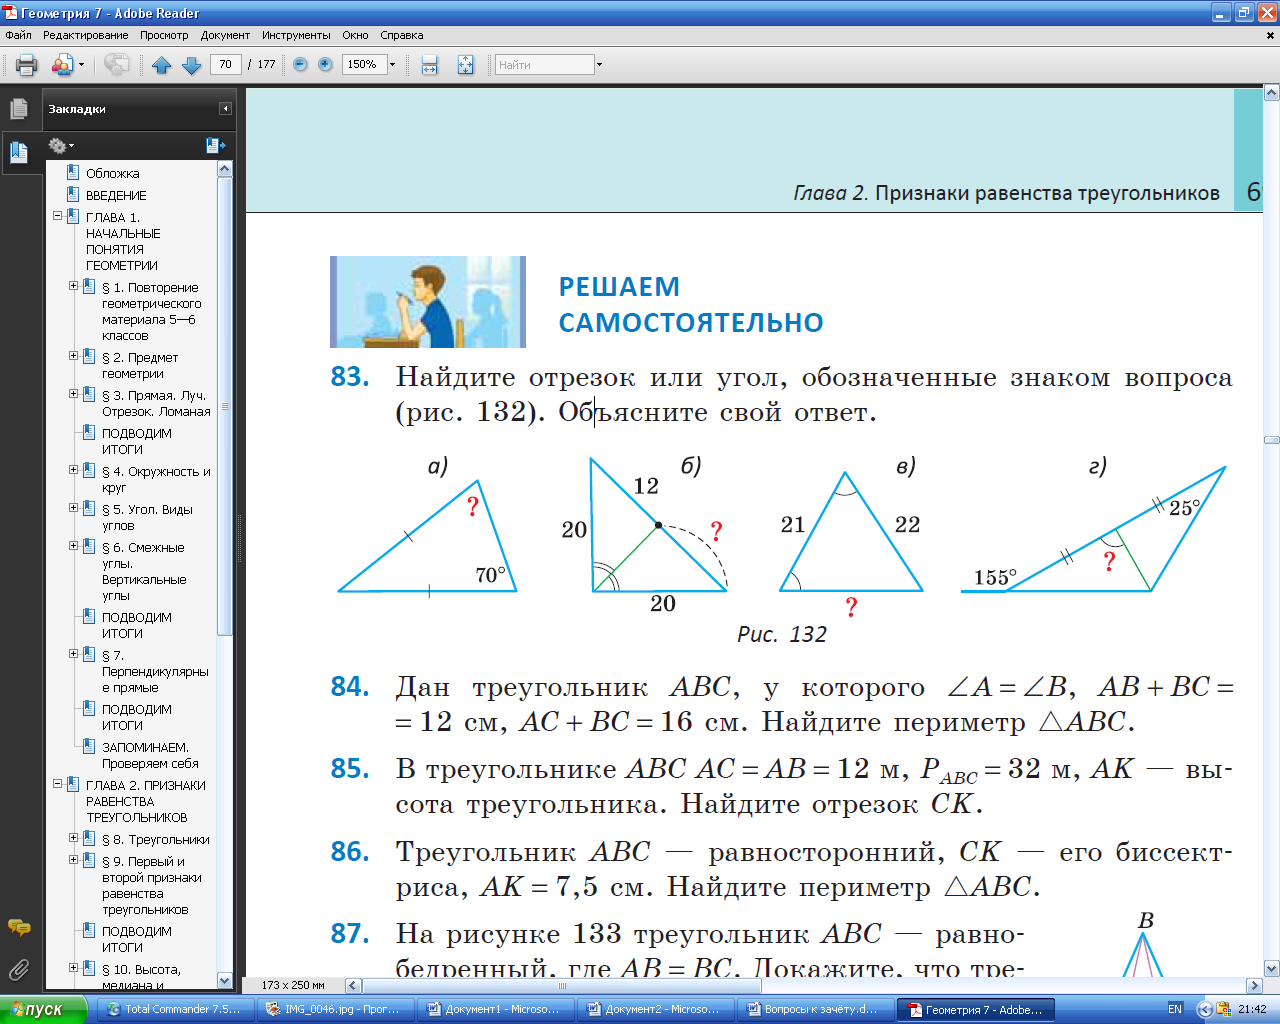 Геометрия 7 - Adobe Reader
Файл Редактирование Просмотр Документ Инструменты Окно Справка
70 / 177 150% Найти
Закладки
Обложка
ВВЕДЕНИЕ
ГЛАВА 1.
НАЧАЛЬНЫЕ
ПОНЯТИЯ
ГЕОМЕТРИИ
§ 1. Повторение
геометрического
материала 5—6
классов
§ 2. Предмет
геометрии
§ 3. Прямая. Луч.
Отрезок. Ломаная
ПОДВОДИМ
ИТОГИ
§ 4. Окружность и
круг
§ 5. Угол. Виды
углов
§ 6. Смежные
углы.
Вертикальные
углы
ПОДВОДИМ
ИТОГИ
§ 7.
Перпендикулярны
е прямые
ПОДВОДИМ
ИТОГИ
ЗАПОМИНАЕМ.
Проверяем себя
ГЛАВА 2. ПРИЗНАКИ
РАВЕНСТВА
ТРЕУГОЛЬНИКОВ
§ 8. Треугольники
§ 9. Первый и
второй признаки
равенства
треугольников
ПОДВОДИМ
ИТОГИ
§ 10. Высота,
медиана и
Глава 2. Признаки равенства треугольников
РЕШАЕМ
САМОСТОЯТЕЛЬНО
83. Найдите отрезок или угол, обозначенные знаком вопроса
(рис. 132). Объясните свой ответ.
а) ? 70°
б) 12 20 ? 20
в) 21 22 ?
г) 25° 155° ?
Рис. 132
84. Дан треугольник ABC, у которого ∠A = ∠B, AB + BC =
= 12 см, AC + BC = 16 см. Найдите периметр △ABC.
85. В треугольнике ABC AC = AB = 12 м, P_ABC = 32 м, AK — вы-
сота треугольника. Найдите отрезок CK.
86. Треугольник ABC — равносторонний, CK — его биссект-
риса, AK = 7,5 см. Найдите периметр △ABC.
87. На рисунке 133 треугольник ABC — равно-
бедренный, где AB = BC. Докажите, что тре-
B
173 x 250 мм
пуск Total Commander 7.5... IMG_0046.jpg - Прог... Документ1 - Microso... Документ2 - Microso... Вопросы к зачёту.d... Геометрия 7 - Adobe... EN 21:42